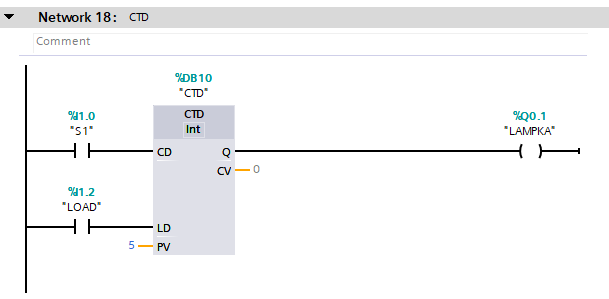 Network 18: CTD
Comment
%DB10
"CTD"
%I1.0
"S1"
CTD
Int
%Q0.1
"LAMPKA"
CD Q
CV 0
%I1.2
"LOAD"
LD
5 PV